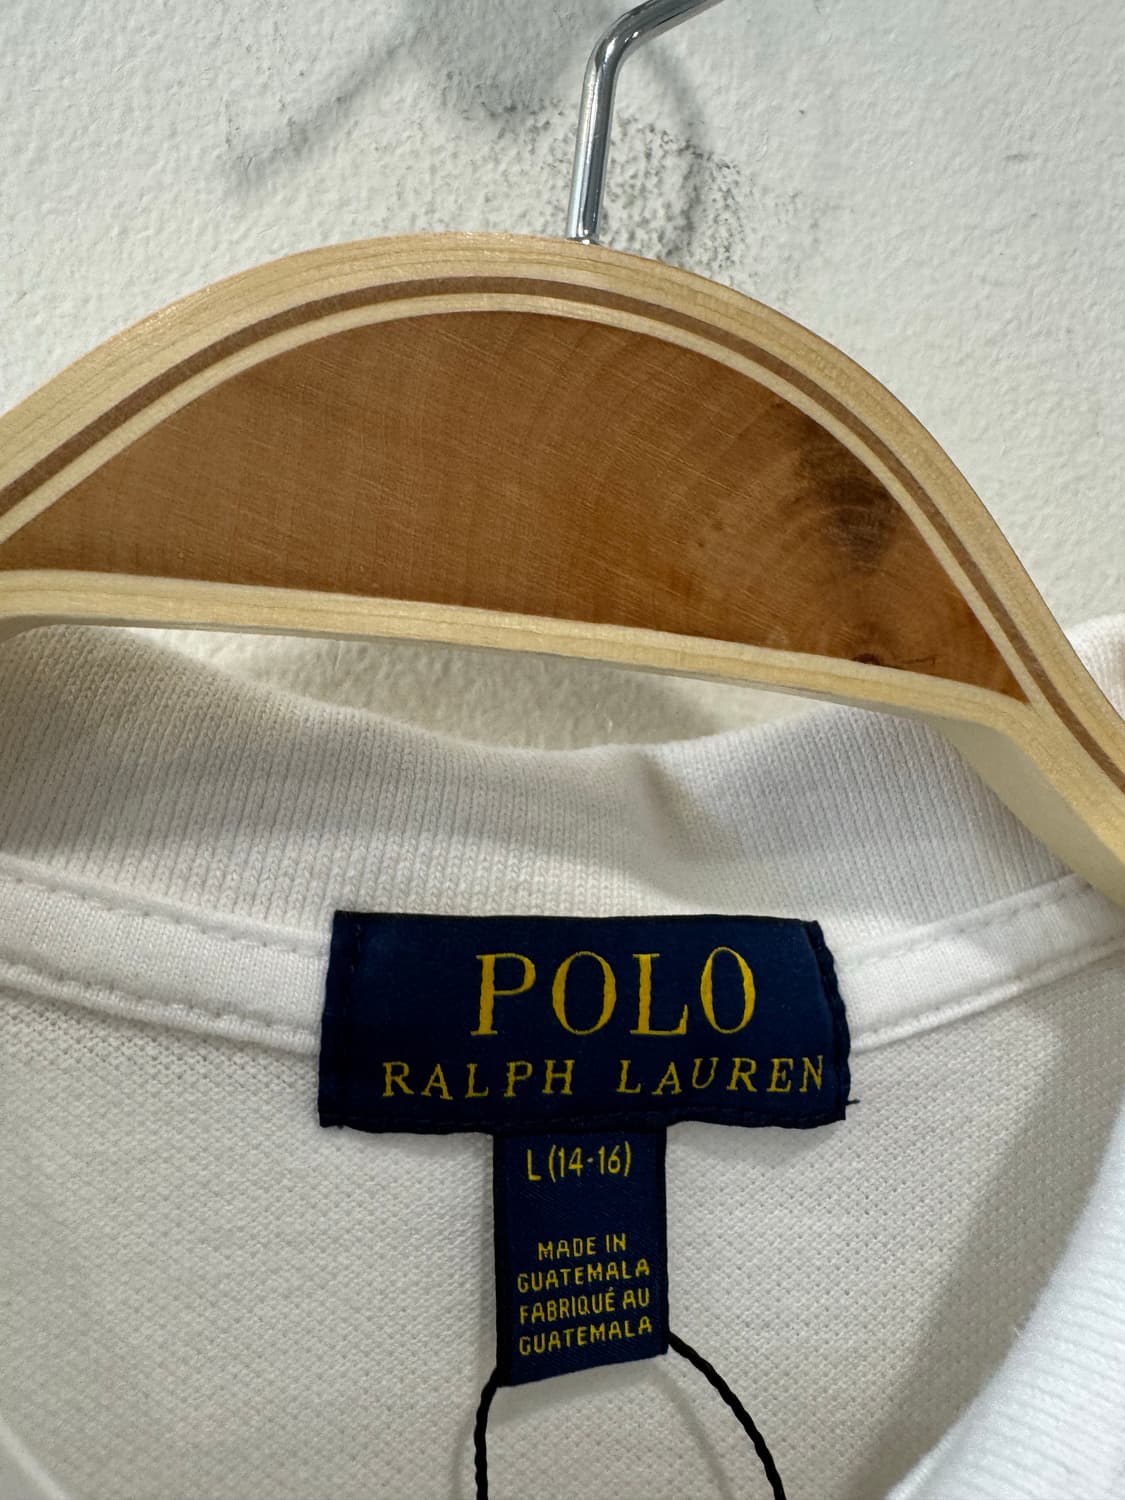 POLO
RALPH LAUREN
L (14-16)
MADE IN
GUATEMALA
FABRIQUÉ AU
GUATEMALA